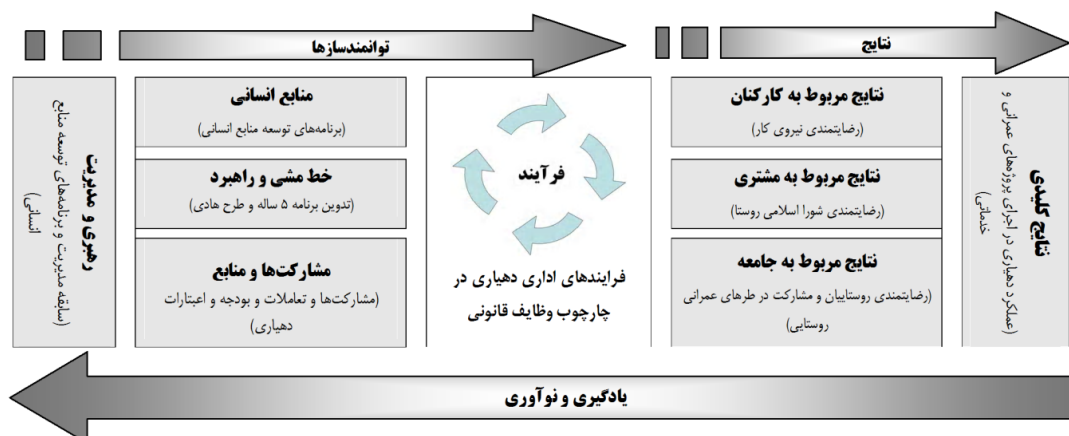 توانمندسازها
نتایج
رهبری و مدیریت
(سابقه مدیریت و برنامه‌های توسعه منابع
انسانی)
منابع انسانی
(برنامه‌های توسعه منابع انسانی)
خط مشی و راهبرد
(تدوین برنامه ۵ ساله و طرح هادی)
مشارکت‌ها و منابع
(مشارکت‌ها و تعاملات و بودجه و اعتبارات
دهیاری)
فرآیند
فرایندهای اداری دهیاری در
چارچوب وظایف قانونی
نتایج مربوط به کارکنان
(رضایتمندی نیروی کار)
نتایج مربوط به مشتری
(رضایتمندی شورا اسلامی روستا)
نتایج مربوط به جامعه
(رضایتمندی روستاییان و مشارکت در طرهای عمرانی
روستایی)
نتایج کلیدی
(عملکرد دهیاری در اجرای پروژه‌های عمرانی و
خدماتی)
یادگیری و نوآوری